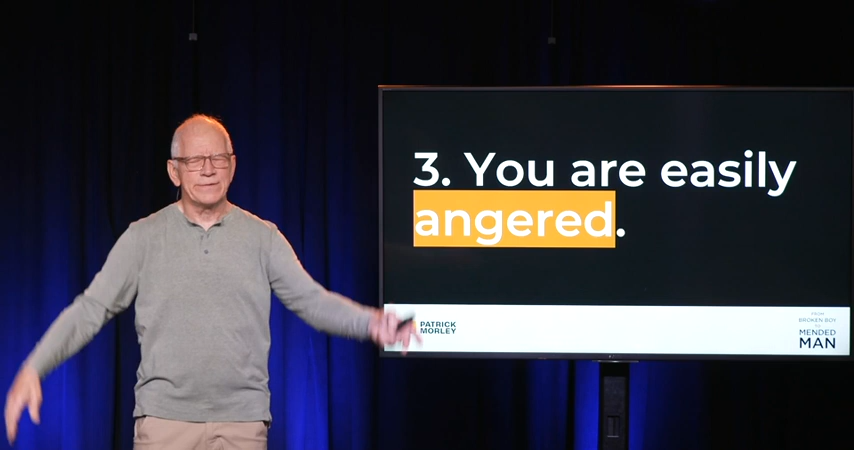 3. You are easily
angered.
PATRICK
MORLEY
FROM
BROKEN BOY
TO
MENDED
MAN